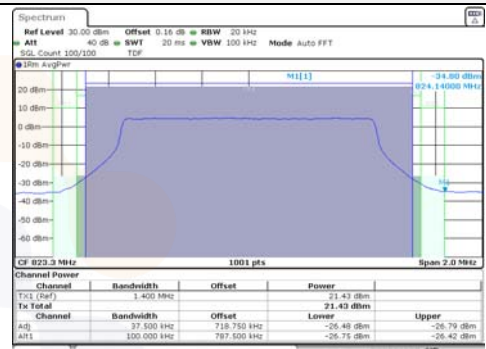 Spectrum
Ref Level 30.00 dBm Offset 0.16 dB RBW 20 kHz
Att 40 dB SWT 20 ms VBW 100 kHz Mode Auto FFT
SGL Count 100/100 TDF
1Rm AvgPwr
M1[1] -34.80 dBm
824.14000 MHz
20 dBm
10 dBm
0 dBm
-10 dBm
-20 dBm
-30 dBm
M1
-40 dBm
-50 dBm
-60 dBm
CF 823.3 MHz 1001 pts Span 2.0 MHz
Channel Power
Channel Bandwidth Offset Power
TX1 (Ref) 1.400 MHz 21.43 dBm
Tx Total 21.43 dBm
Channel Bandwidth Offset Lower Upper
Adj 37.500 kHz 718.750 kHz -26.48 dBm -26.79 dBm
Alt1 100.000 kHz 787.500 kHz -26.75 dBm -26.42 dBm